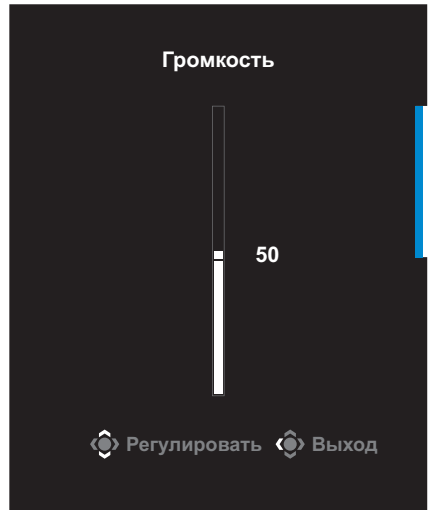 Громкость
50
Регулировать Выход